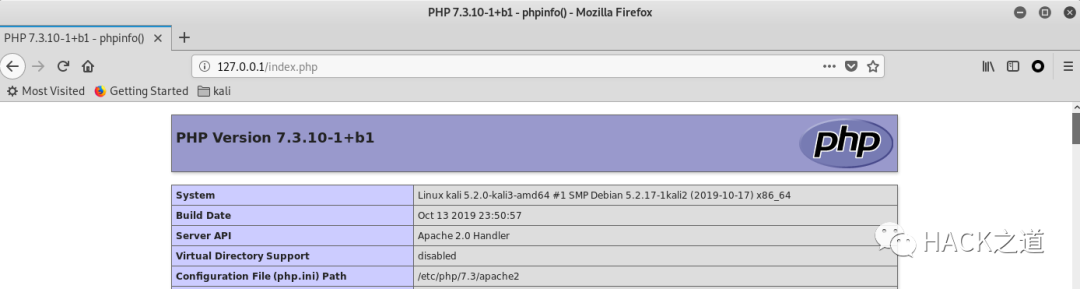 PHP 7.3.10-1+b1 - phpinfo() - Mozilla Firefox
PHP 7.3.10-1+b1 - phpinfo()
127.0.0.1/index.php
Most Visited Getting Started kali
PHP Version 7.3.10-1+b1
php
System Linux kali 5.2.0-kali3-amd64 #1 SMP Debian 5.2.17-1kali2 (2019-10-17) x86_64
Build Date Oct 13 2019 23:50:57
Server API Apache 2.0 Handler
Virtual Directory Support disabled
Configuration File (php.ini) Path /etc/php/7.3/apache2
HACK之道